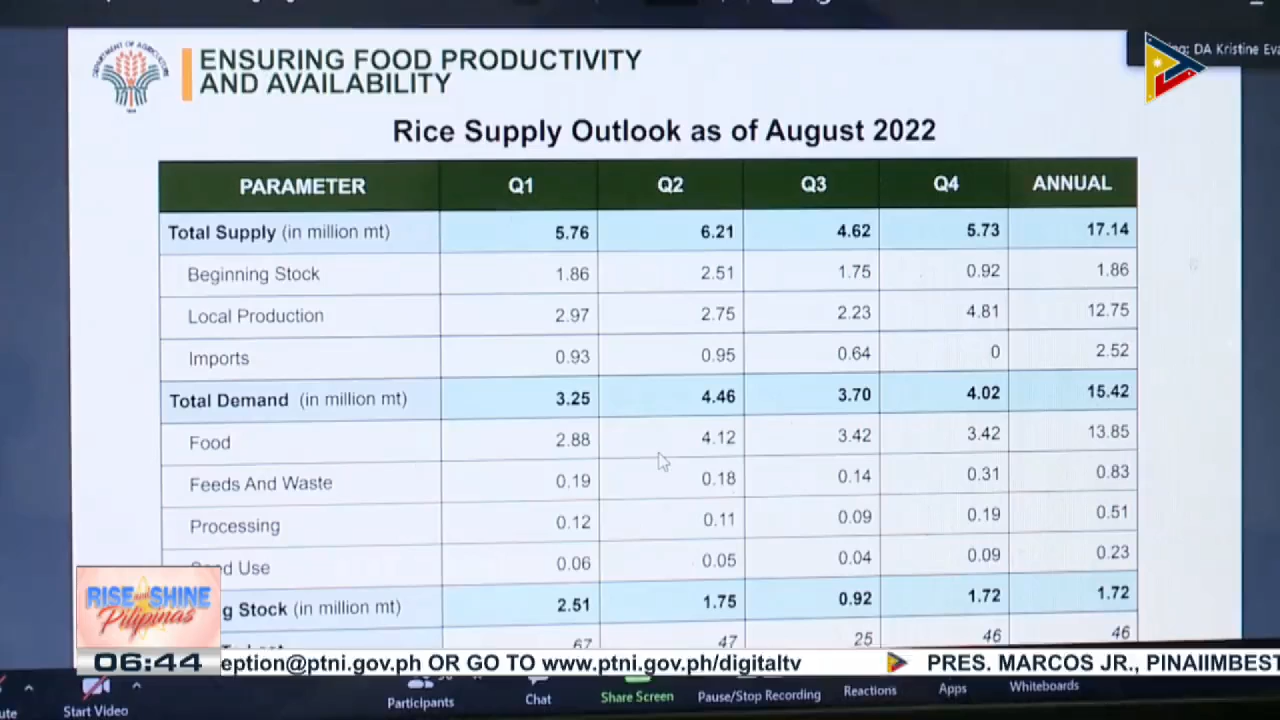 ng: DA Kristine Eva
DEPARTMENT OF AGRICULTURE
ENSURING FOOD PRODUCTIVITY
AND AVAILABILITY
Rice Supply Outlook as of August 2022
PARAMETER Q1 Q2 Q3 Q4 ANNUAL
Total Supply (in million mt) 5.76 6.21 4.62 5.73 17.14
Beginning Stock 1.86 2.51 1.75 0.92 1.86
Local Production 2.97 2.75 2.23 4.81 12.75
Imports 0.93 0.95 0.64 0 2.52
Total Demand (in million mt) 3.25 4.46 3.70 4.02 15.42
Food 2.88 4.12 3.42 3.42 13.85
Feeds And Waste 0.19 0.18 0.14 0.31 0.83
Processing 0.12 0.11 0.09 0.19 0.51
d Use 0.06 0.05 0.04 0.09 0.23
g Stock (in million mt) 2.51 1.75 0.92 1.72 1.72
67 47 25 46 46
RISE and SHINE
Pilipinas
06:44
eption@ptni.gov.ph OR GO TO www.ptni.gov.ph/digitaltv PRES. MARCOS JR., PINAIIMBEST
ute Start Video Participants Chat Share Screen Pause/Stop Recording Reactions Apps Whiteboards